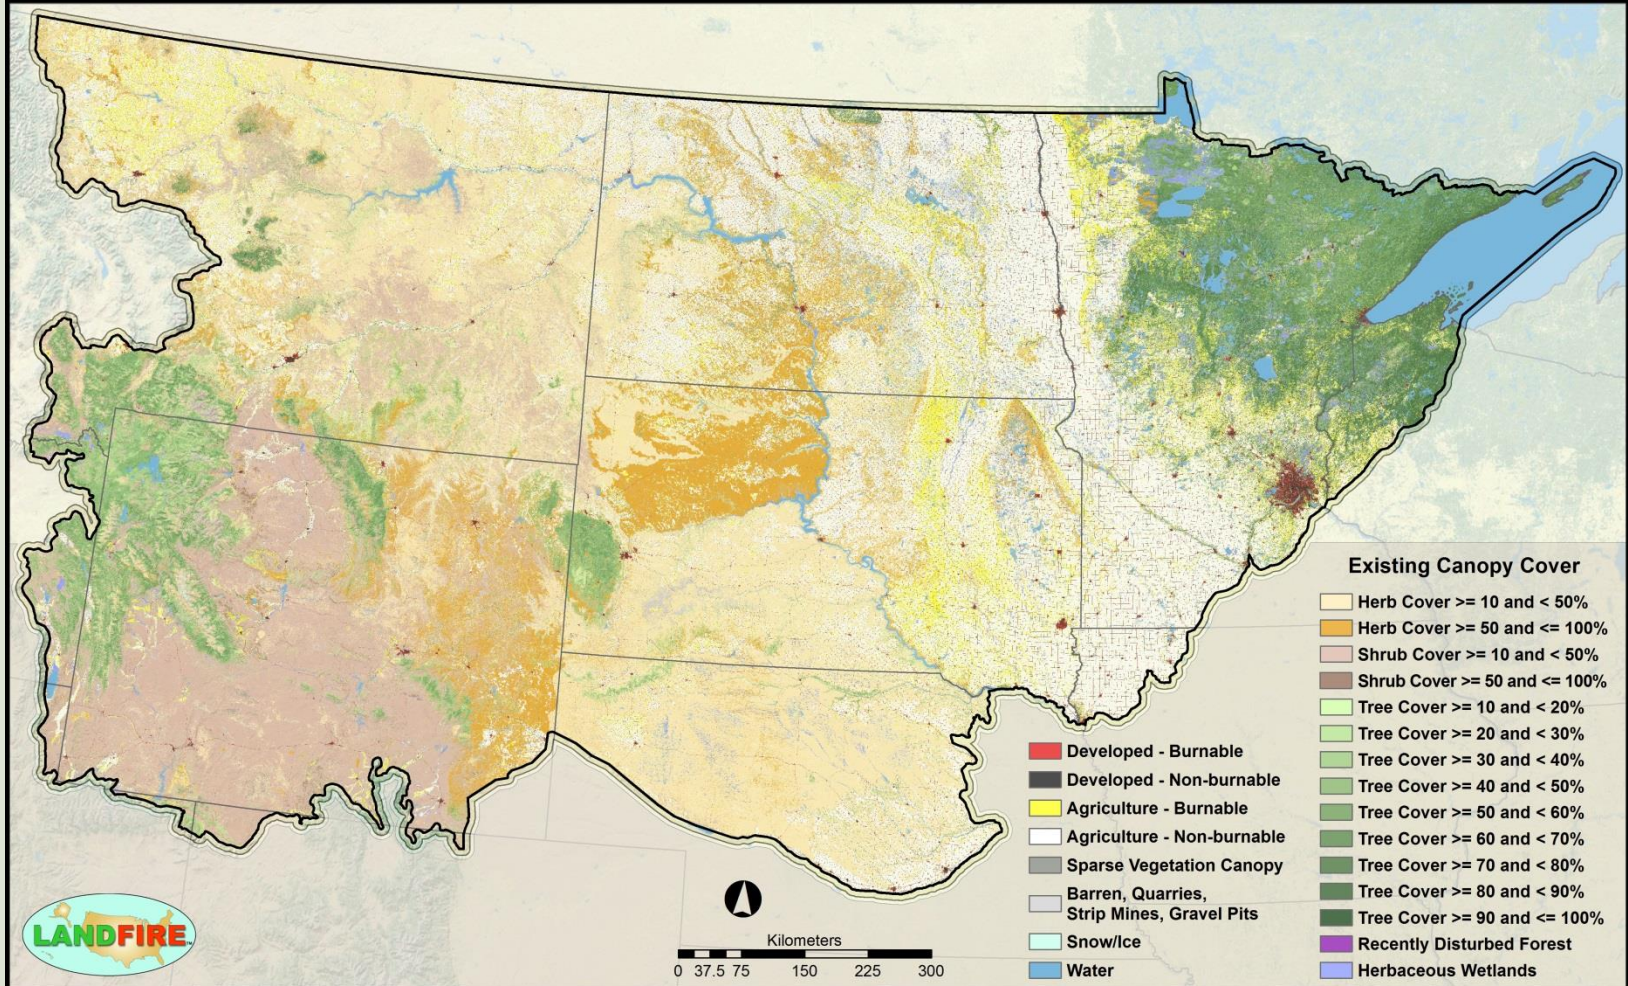 Existing Canopy Cover
Herb Cover >= 10 and < 50%
Herb Cover >= 50 and <= 100%
Shrub Cover >= 10 and < 50%
Shrub Cover >= 50 and <= 100%
Tree Cover >= 10 and < 20%
Tree Cover >= 20 and < 30%
Tree Cover >= 30 and < 40%
Tree Cover >= 40 and < 50%
Tree Cover >= 50 and < 60%
Tree Cover >= 60 and < 70%
Tree Cover >= 70 and < 80%
Tree Cover >= 80 and < 90%
Tree Cover >= 90 and <= 100%
Recently Disturbed Forest
Herbaceous Wetlands
Developed - Burnable
Developed - Non-burnable
Agriculture - Burnable
Agriculture - Non-burnable
Sparse Vegetation Canopy
Barren, Quarries,
Strip Mines, Gravel Pits
Snow/Ice
Water
Kilometers
0 37.5 75 150 225 300
LANDFIRE